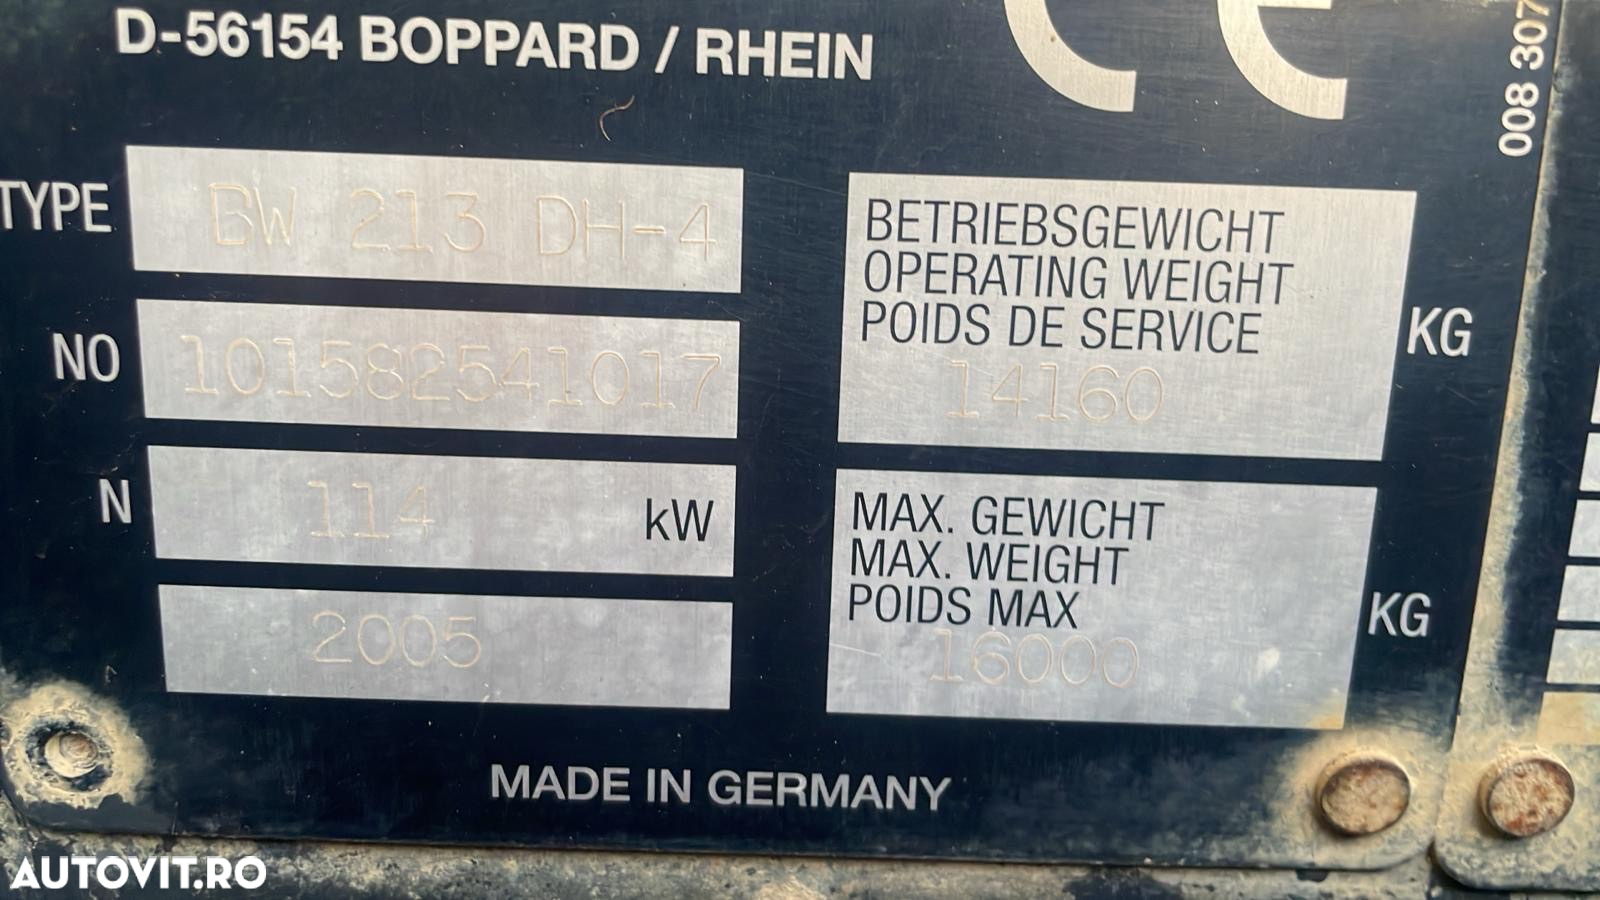 D-56154 BOPPARD / RHEIN
CE
008 307
TYPE BW 213 DH-4
NO 101582541017
N 114 kW
2005
BETRIEBSGEWICHT
OPERATING WEIGHT
POIDS DE SERVICE
14160 KG
MAX. GEWICHT
MAX. WEIGHT
POIDS MAX
16000 KG
MADE IN GERMANY
AUTOVIT.RO